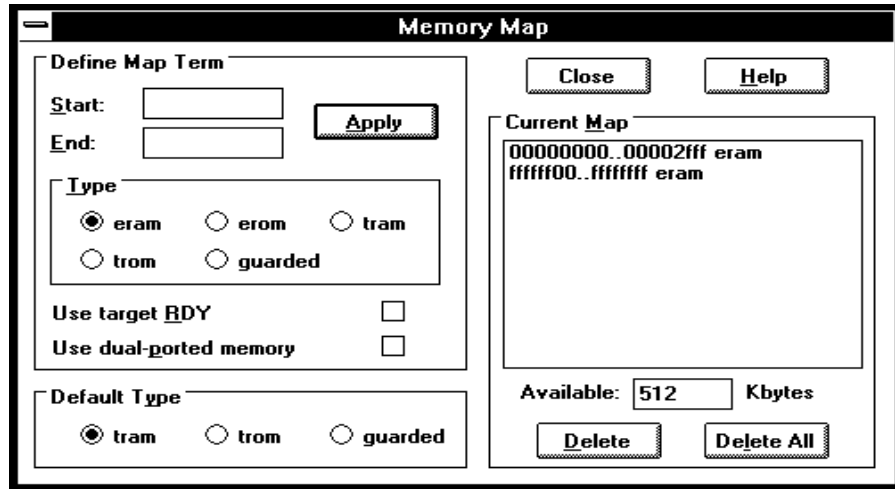 Memory Map
Define Map Term
Start:
End:
Apply
Type
eram erom tram
trom guarded
Use target RDY
Use dual-ported memory
Default Type
tram trom guarded
Close Help
Current Map
00000000..00002fff eram
ffffff00..ffffffff eram
Available: 512 Kbytes
Delete Delete All